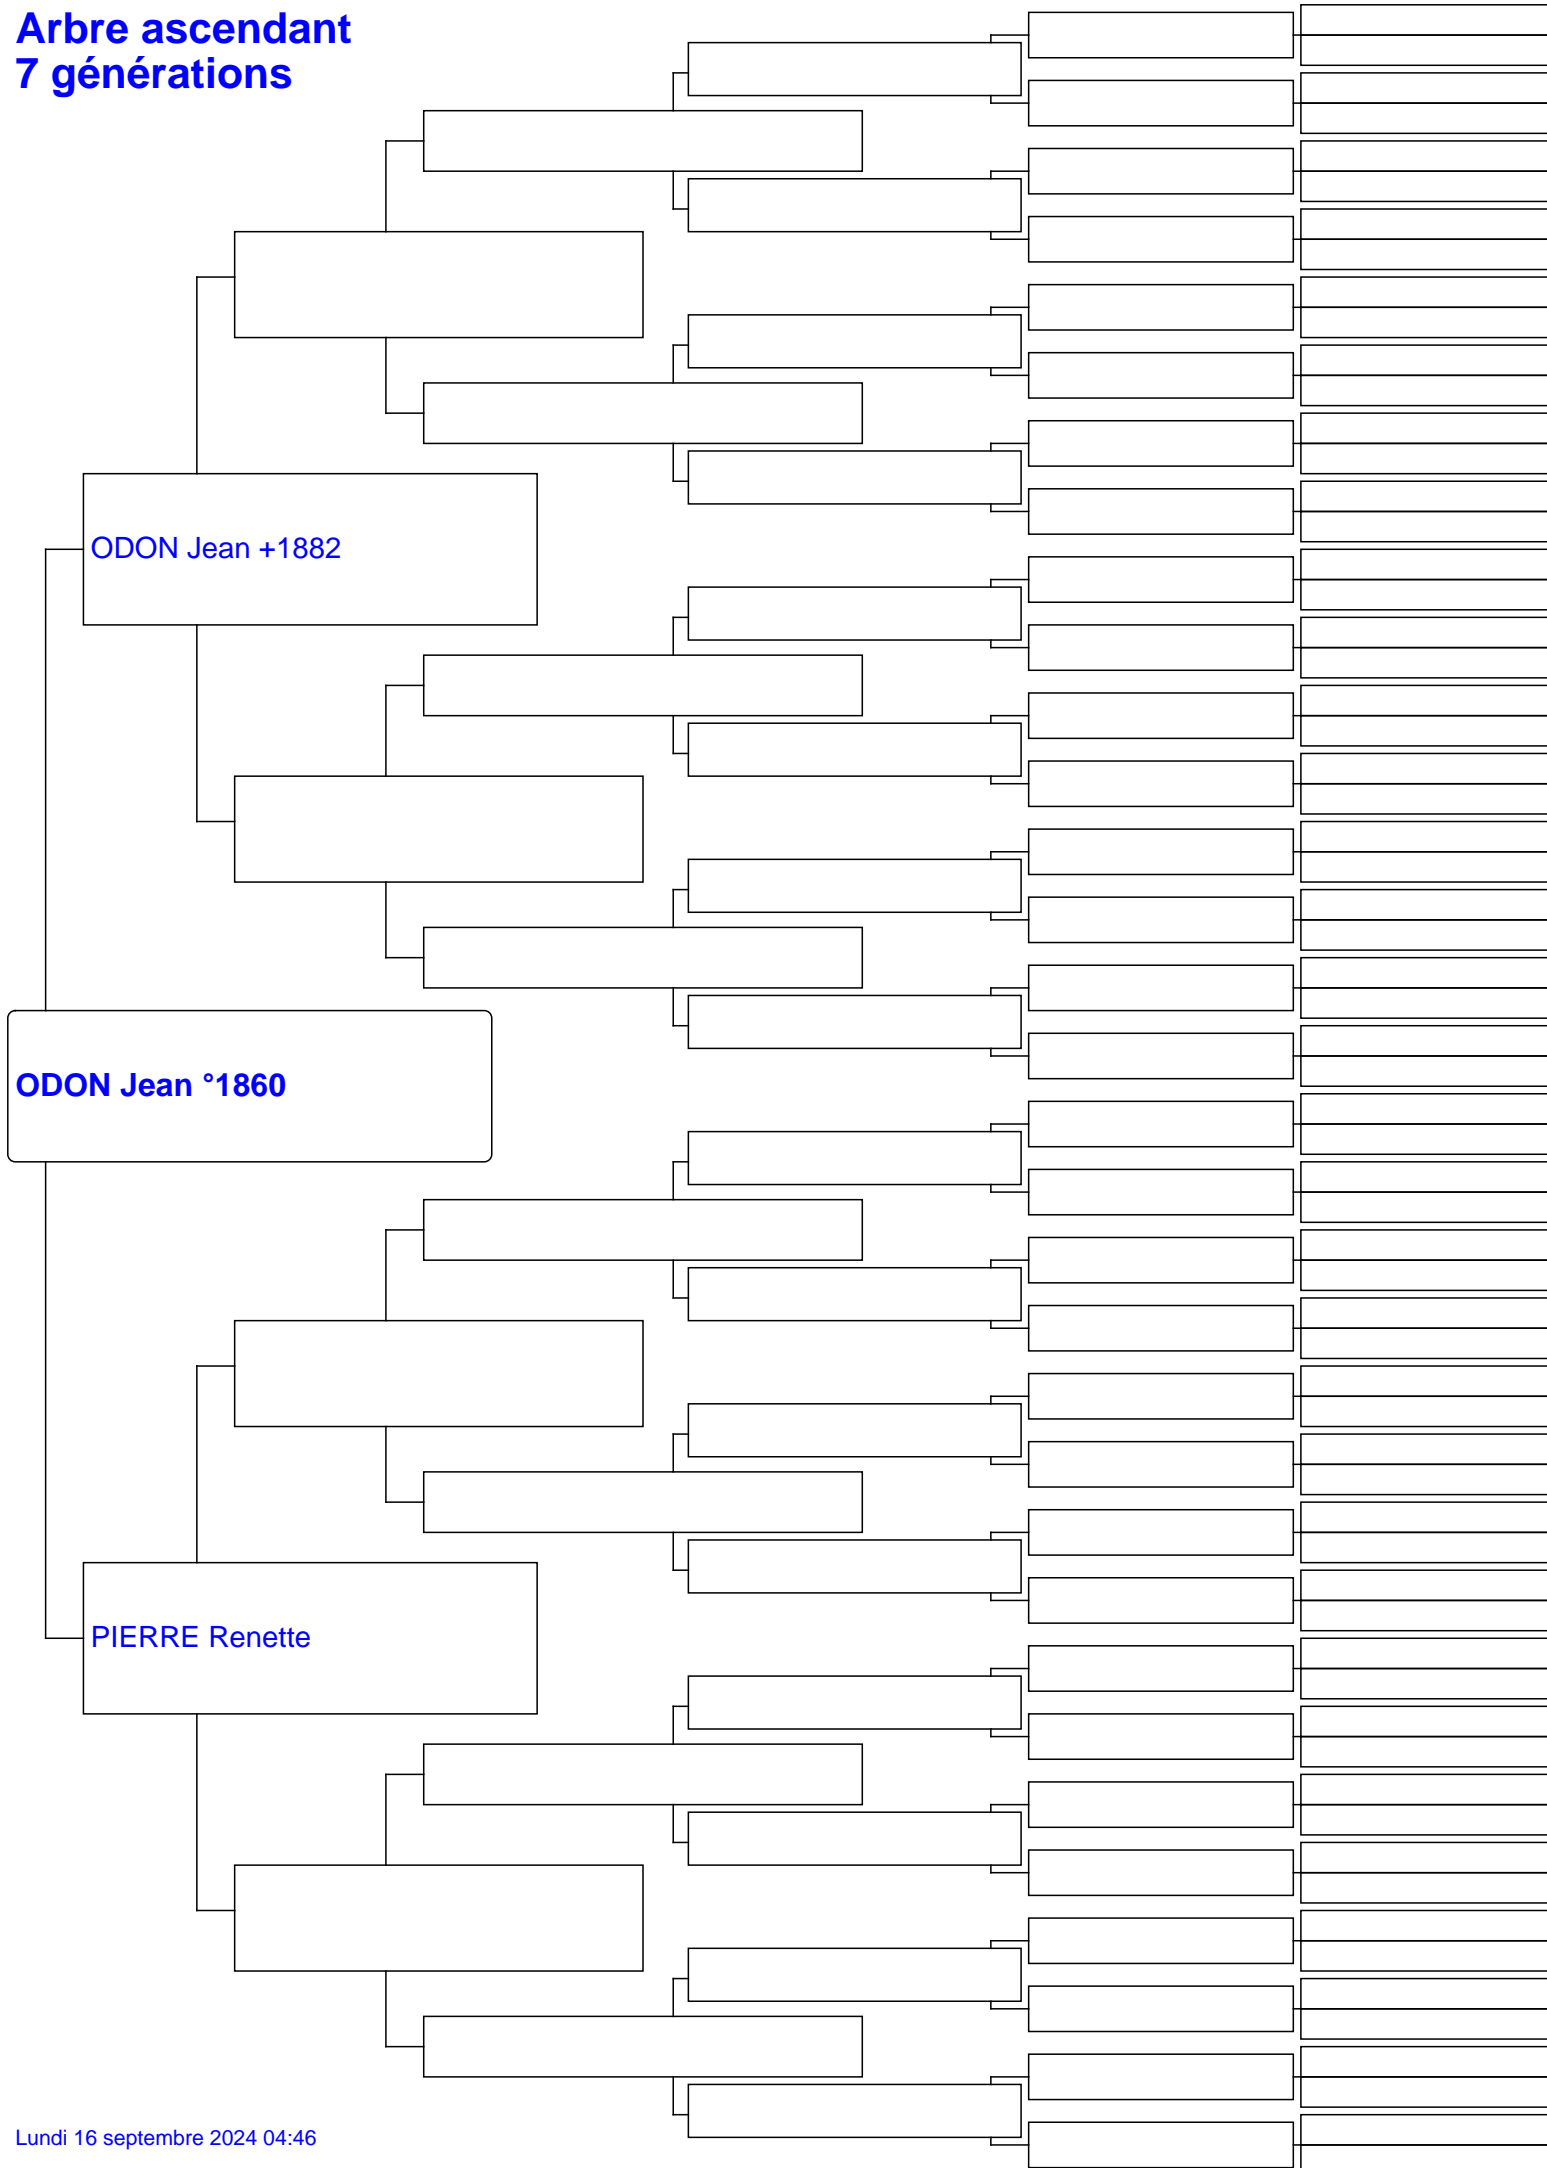 Arbre ascendant
7 générations
ODON Jean +1882
ODON Jean °1860
PIERRE Renette
Lundi 16 septembre 2024 04:46